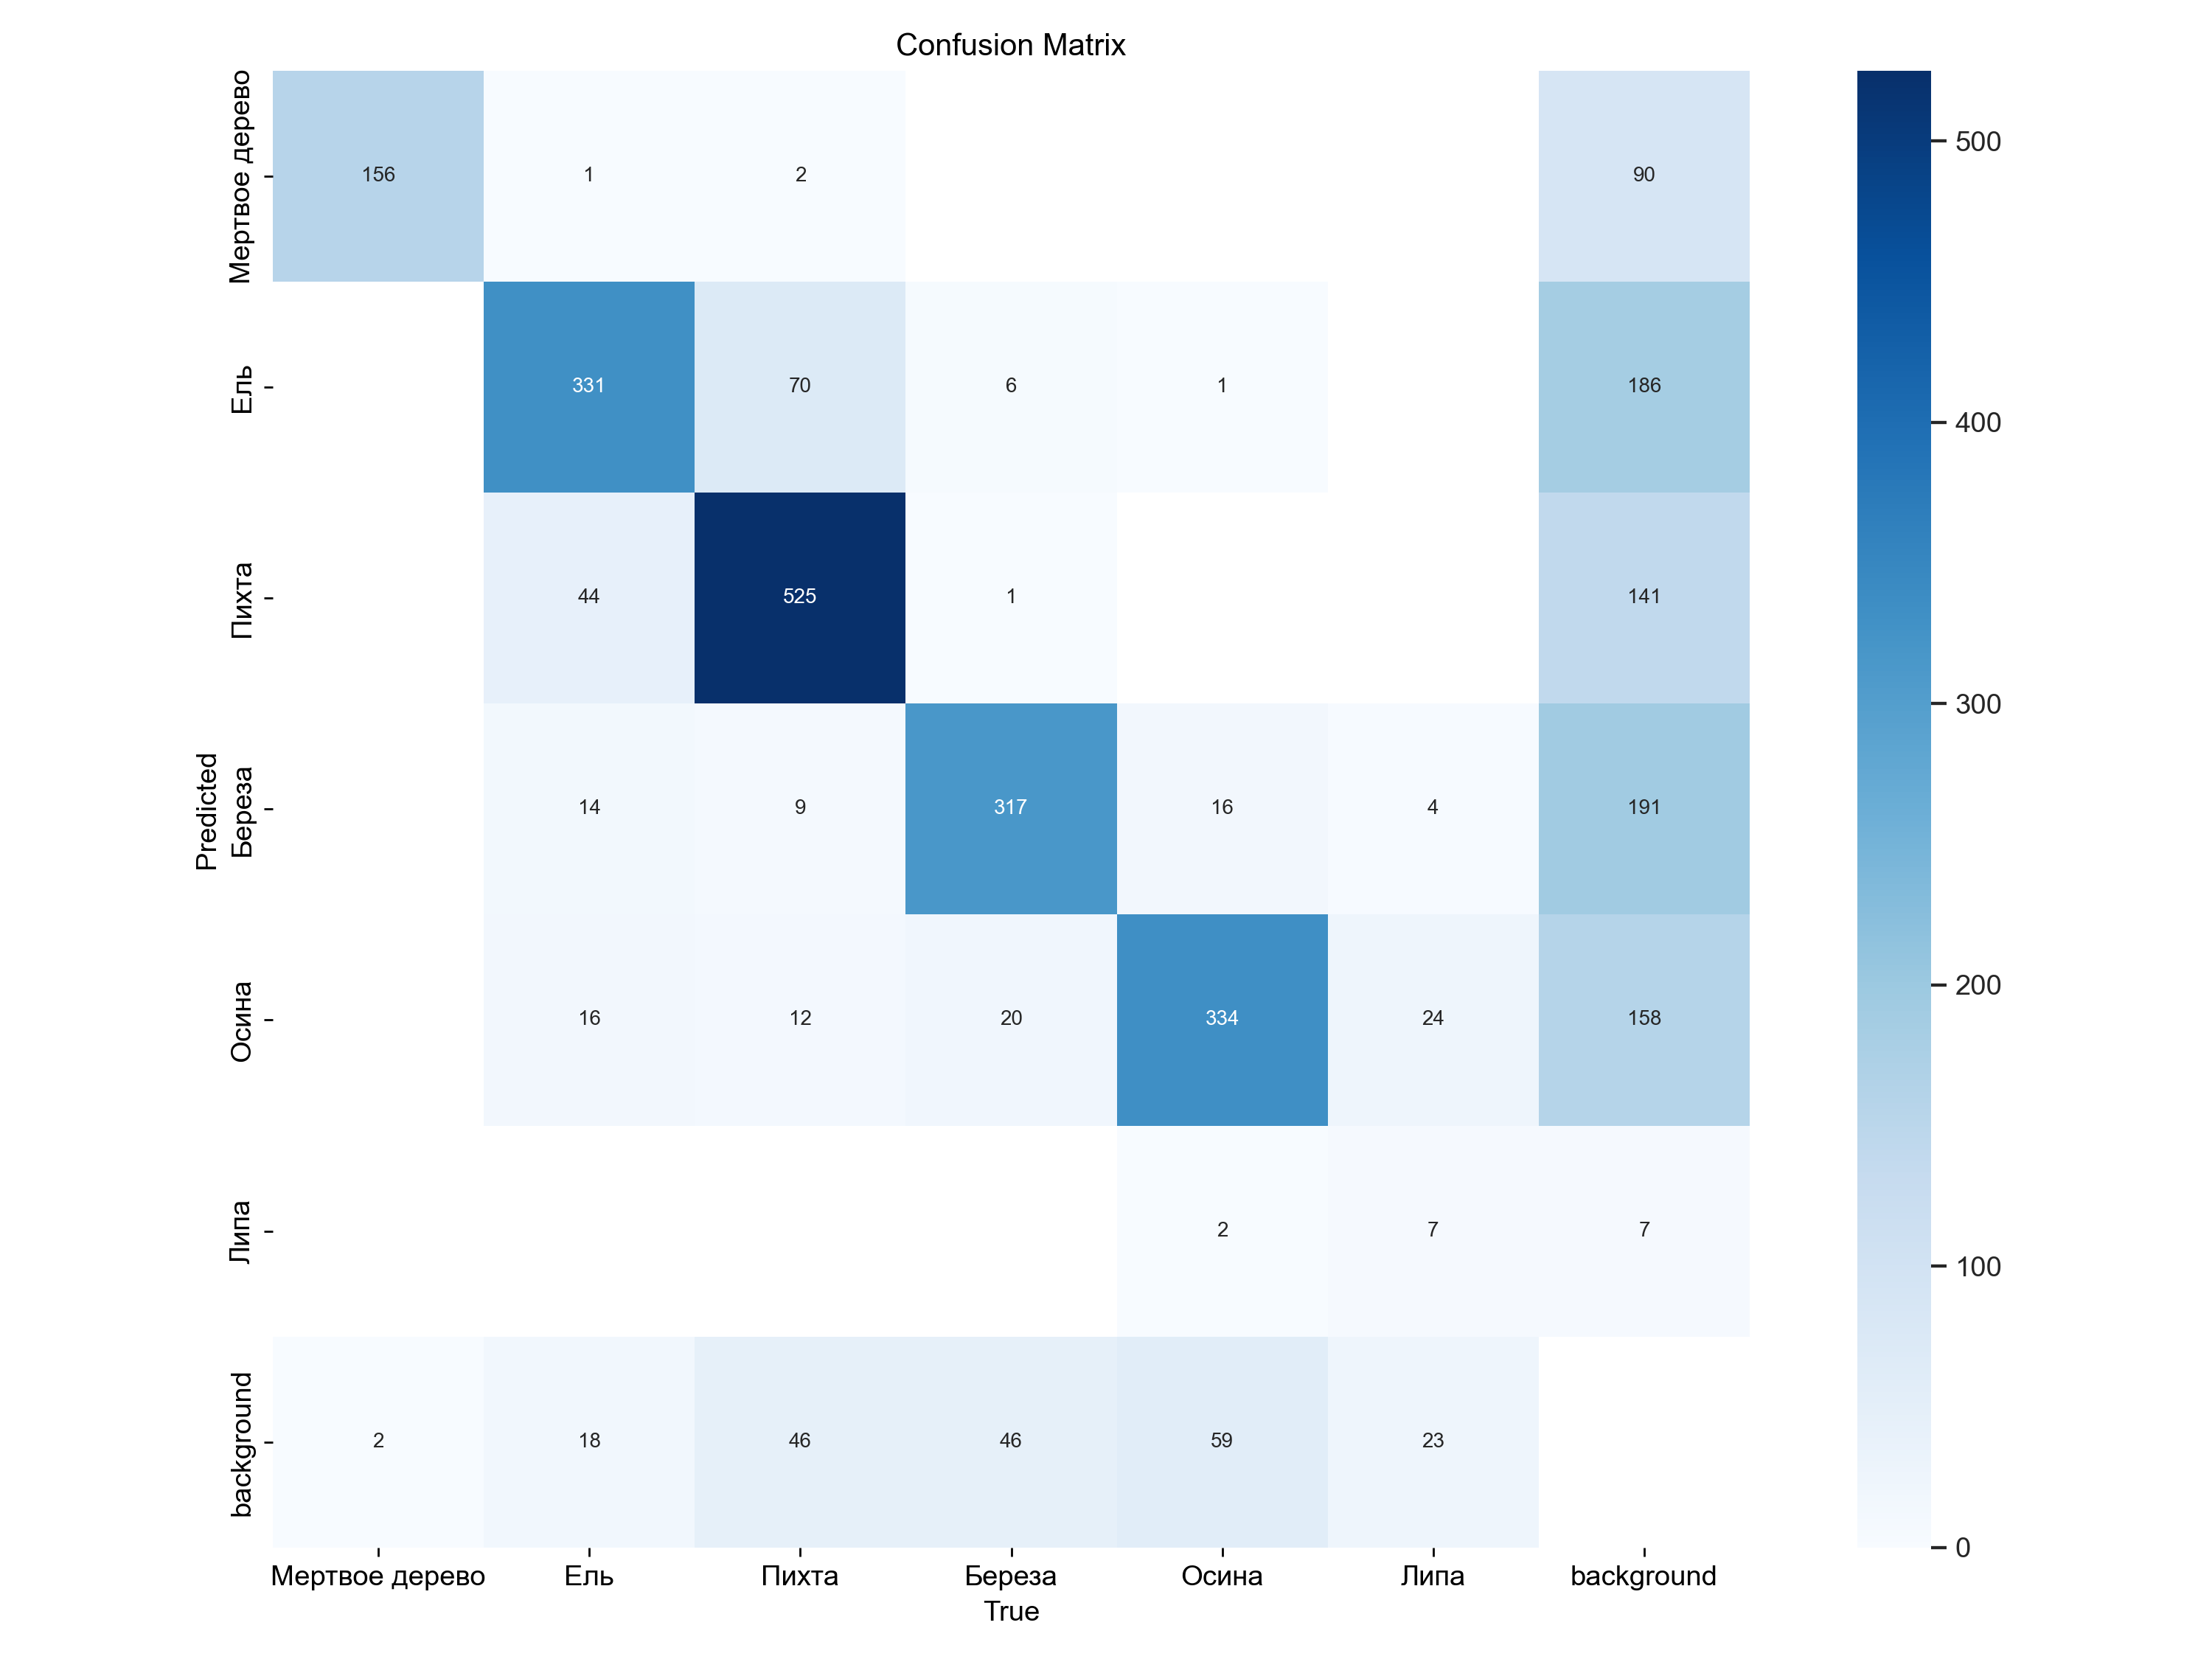 Confusion Matrix
Мертвое дерево
156 1 2 90
Ель
331 70 6 1 186
Пихта
44 525 1 141
Predicted
Береза
14 9 317 16 4 191
Осина
16 12 20 334 24 158
Липа
2 7 7
background
2 18 46 46 59 23
Мертвое дерево Ель Пихта Береза Осина Липа background
True
500
400
300
200
100
0